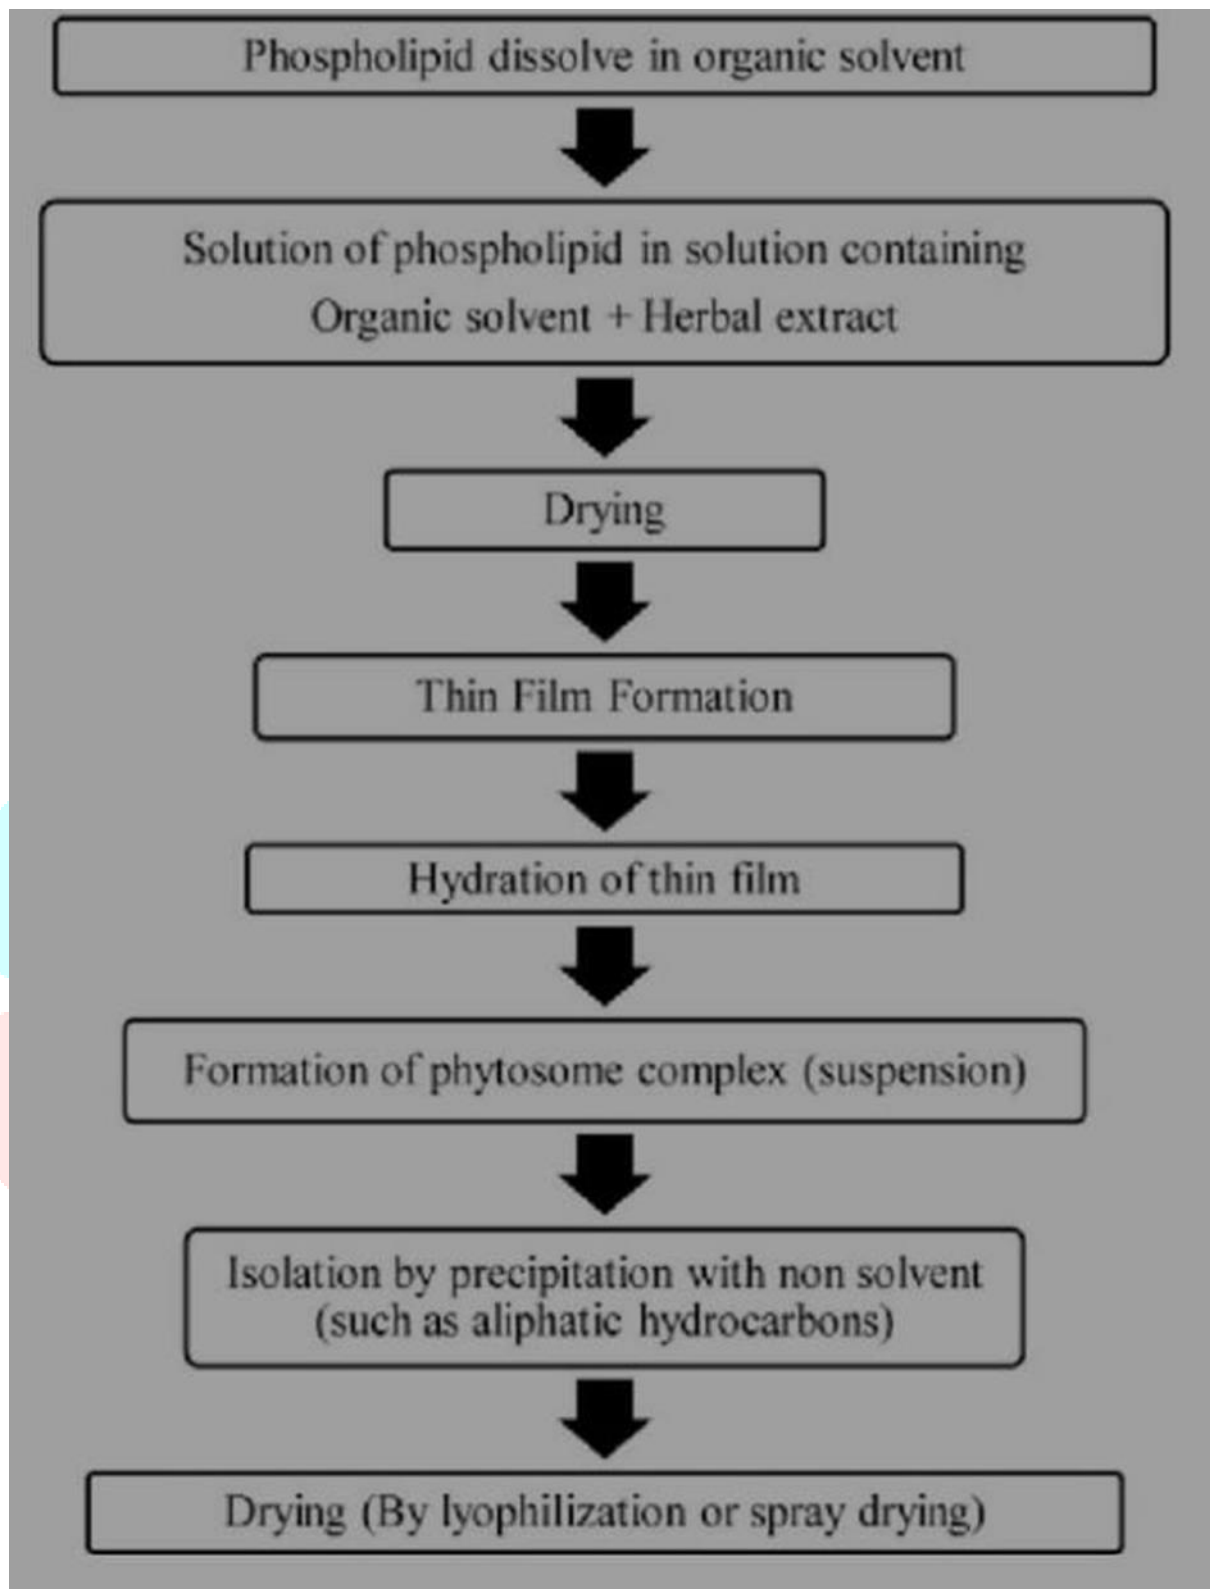 Phospholipid dissolve in organic solvent
Solution of phospholipid in solution containing
Organic solvent + Herbal extract
Drying
Thin Film Formation
Hydration of thin film
Formation of phytosome complex (suspension)
Isolation by precipitation with non solvent
(such as aliphatic hydrocarbons)
Drying (By lyophilization or spray drying)